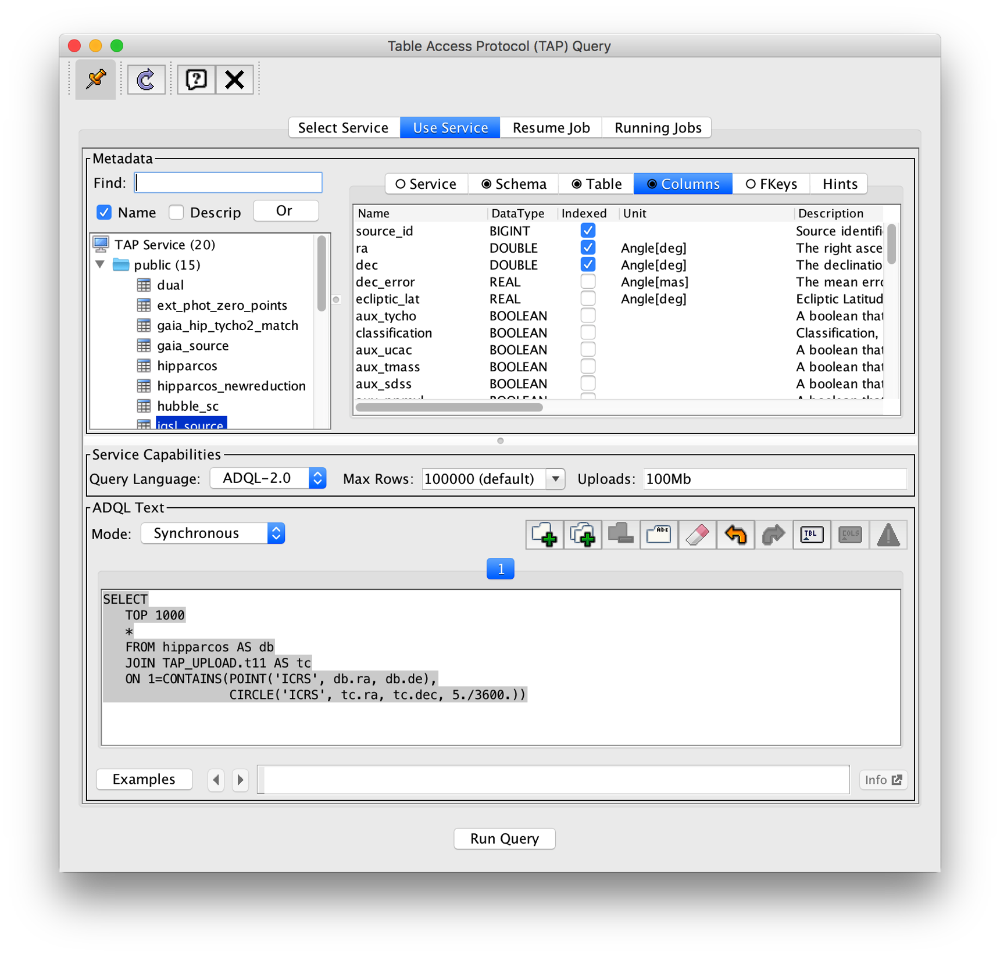 Table Access Protocol (TAP) Query
Select Service Use Service Resume Job Running Jobs
Metadata
Find:
Name Descrip Or
TAP Service (20)
public (15)
dual
ext_phot_zero_points
gaia_hip_tycho2_match
gaia_source
hipparcos
hipparcos_newreduction
hubble_sc
igsl_source
Service Schema Table Columns FKeys Hints
Name DataType Indexed Unit Description
source_id BIGINT Source identifi
ra DOUBLE Angle[deg] The right asce
dec DOUBLE Angle[deg] The declinatio
dec_error REAL Angle[mas] The mean erro
ecliptic_lat REAL Angle[deg] Ecliptic Latitud
aux_tycho BOOLEAN A boolean that
classification BOOLEAN Classification,
aux_ucac BOOLEAN A boolean that
aux_tmass BOOLEAN A boolean that
aux_sdss BOOLEAN A boolean that
BOOLEAN A boolean that
Service Capabilities
Query Language: ADQL-2.0 Max Rows: 100000 (default) Uploads: 100Mb
ADQL Text
Mode: Synchronous
Abc TBL COLS
1
SELECT
TOP 1000
*
FROM hipparcos AS db
JOIN TAP_UPLOAD.t11 AS tc
ON 1=CONTAINS(POINT('ICRS', db.ra, db.de),
CIRCLE('ICRS', tc.ra, tc.dec, 5./3600.))
Examples Info
Run Query